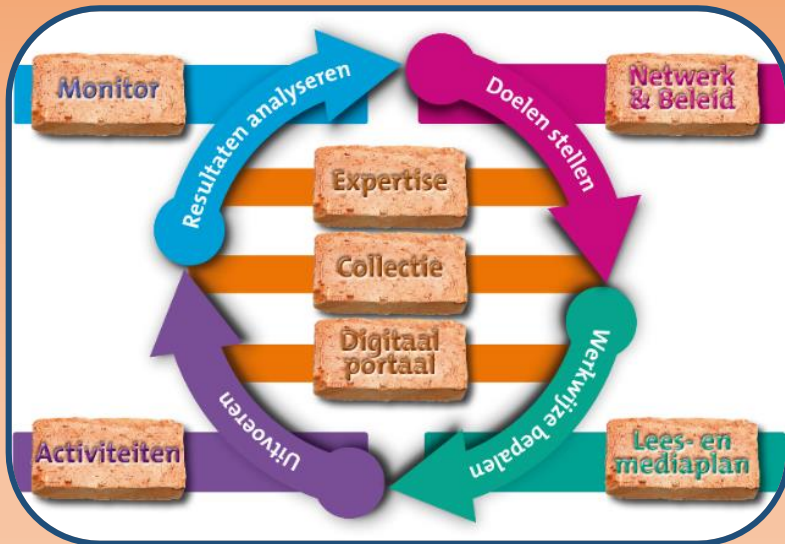 Monitor
Resultaten analyseren
Doelen stellen
Netwerk
& Beleid
Expertise
Collectie
Digitaal
portaal
Activiteiten
Uitvoeren
Werkwijze bepalen
Lees- en
mediaplan